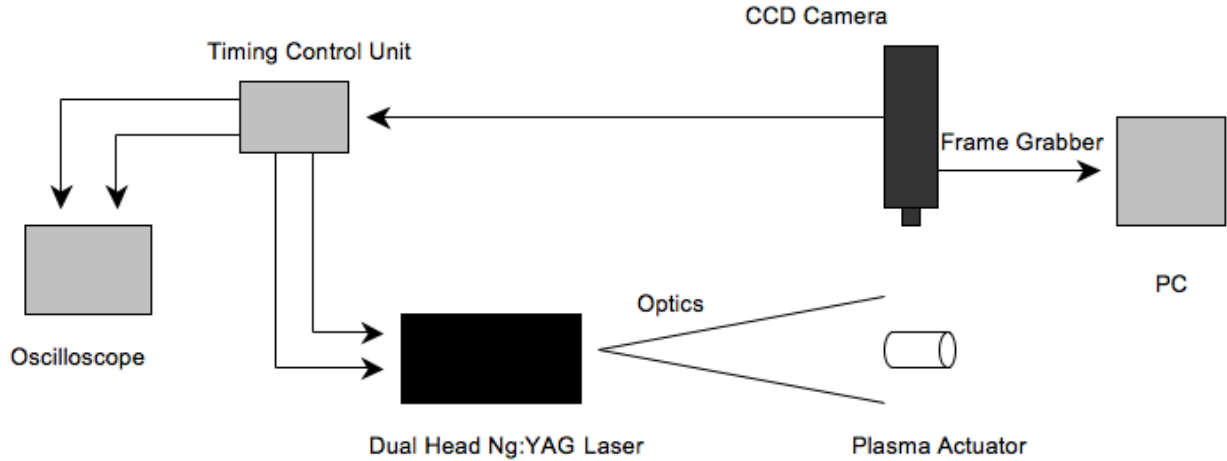 CCD Camera
Timing Control Unit
Frame Grabber
PC
Optics
Oscilloscope
Dual Head Ng:YAG Laser
Plasma Actuator